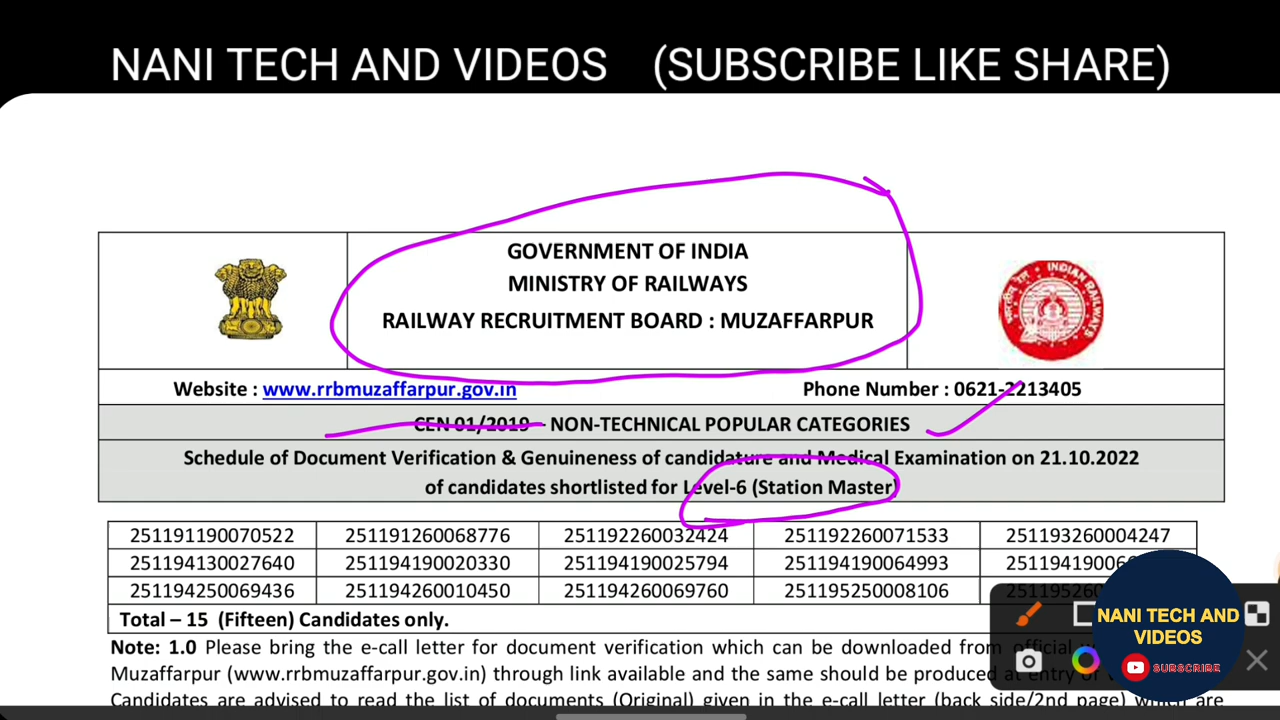 NANI TECH AND VIDEOS (SUBSCRIBE LIKE SHARE)
GOVERNMENT OF INDIA
MINISTRY OF RAILWAYS
RAILWAY RECRUITMENT BOARD : MUZAFFARPUR
INDIAN RAILWAYS
Website : www.rrbmuzaffarpur.gov.in Phone Number : 0621-2213405
CEN 01/2019 - NON-TECHNICAL POPULAR CATEGORIES
Schedule of Document Verification & Genuineness of candidature and Medical Examination on 21.10.2022
of candidates shortlisted for Level-6 (Station Master)
251191190070522 251191260068776 251192260032424 251192260071533 251193260004247
251194130027640 251194190020330 251194190025794 251194190064993
251194250069436 251194260010450 251194260069760 251195250008106
Total – 15 (Fifteen) Candidates only.
Note: 1.0 Please bring the e-call letter for document verification which can be downloaded from
Muzaffarpur (www.rrbmuzaffarpur.gov.in) through link available and the same should be produced at entry
Candidates are advised to read the list of documents (Original) given in the e-call letter (back side/2nd page) which are
NANI TECH AND
VIDEOS
SUBSCRIBE